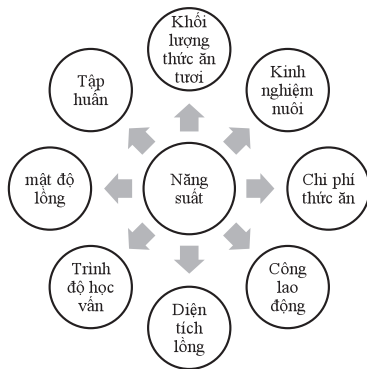 Khối
lượng
thức ăn
tươi
Kinh
nghiệm
nuôi
Chi phí
thức ăn
Công
lao
động
Diện
tích
lồng
Trình
độ học
vấn
mật độ
lồng
Tập
huấn
Năng
suất